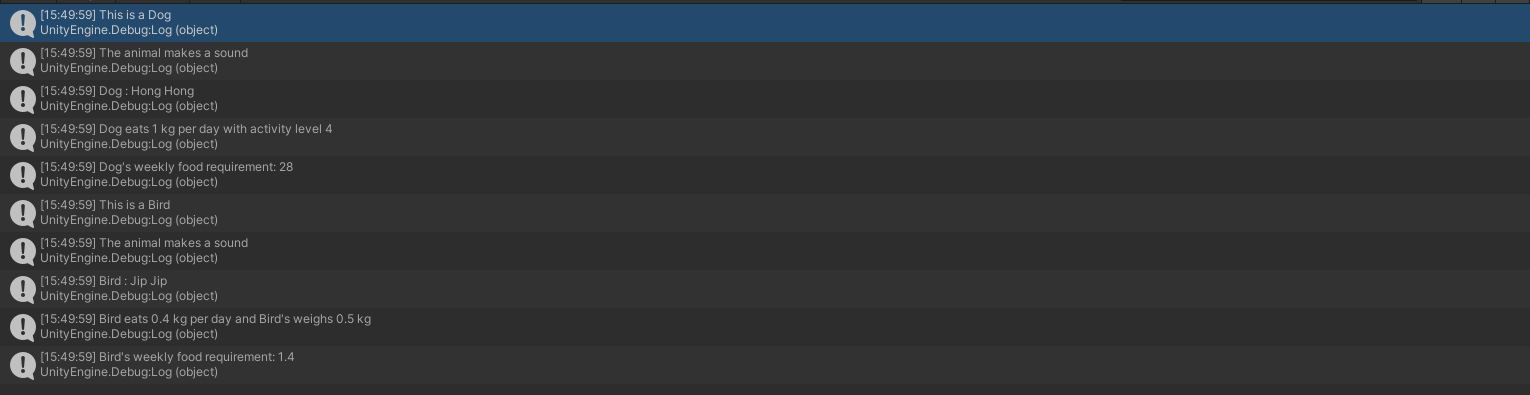 [15:49:59] This is a Dog
UnityEngine.Debug:Log (object)
[15:49:59] The animal makes a sound
UnityEngine.Debug:Log (object)
[15:49:59] Dog : Hong Hong
UnityEngine.Debug:Log (object)
[15:49:59] Dog eats 1 kg per day with activity level 4
UnityEngine.Debug:Log (object)
[15:49:59] Dog's weekly food requirement: 28
UnityEngine.Debug:Log (object)
[15:49:59] This is a Bird
UnityEngine.Debug:Log (object)
[15:49:59] The animal makes a sound
UnityEngine.Debug:Log (object)
[15:49:59] Bird : Jip Jip
UnityEngine.Debug:Log (object)
[15:49:59] Bird eats 0.4 kg per day and Bird's weighs 0.5 kg
UnityEngine.Debug:Log (object)
[15:49:59] Bird's weekly food requirement: 1.4
UnityEngine.Debug:Log (object)